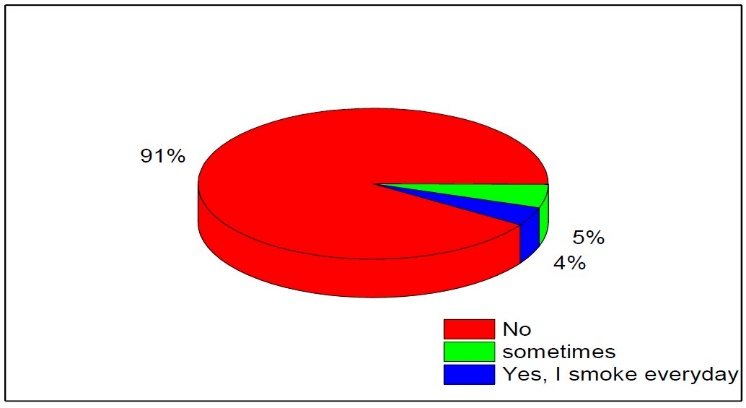 91%
5%
4%
No
sometimes
Yes, I smoke everyday